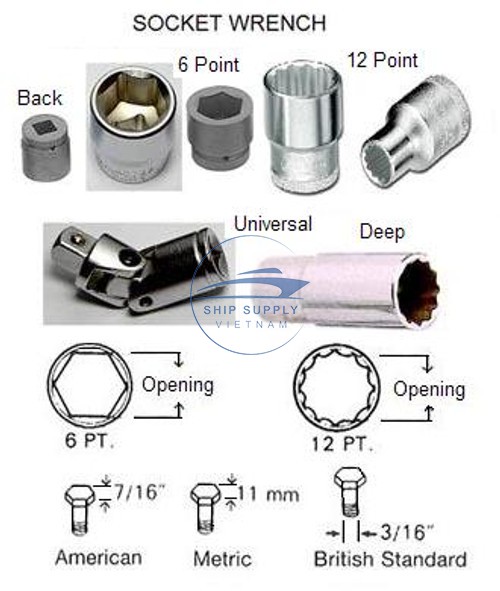 SOCKET WRENCH
6 Point
12 Point
Back
Universal
Deep
SHIP SUPPLY
VIETNAM
Opening
Opening
6 PT.
12 PT.
7/16"
11 mm
3/16"
American
Metric
British Standard